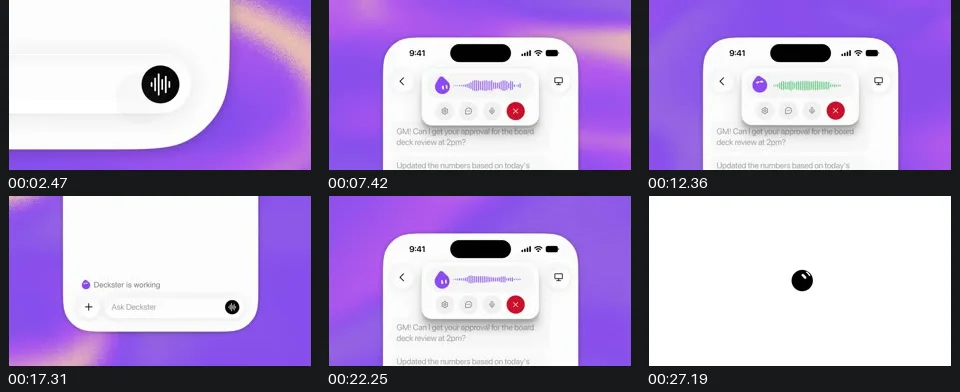 00:02.47
9:41
GM! Can I get your approval for the board
deck review at 2pm?
Updated the numbers based on today's
00:07.42
9:41
GM! Can I get your approval for the board
deck review at 2pm?
Updated the numbers based on today's
00:12.36
Deckster is working
Ask Deckster
00:17.31
9:41
GM! Can I get your approval for the board
deck review at 2pm?
Updated the numbers based on today's
00:22.25
00:27.19